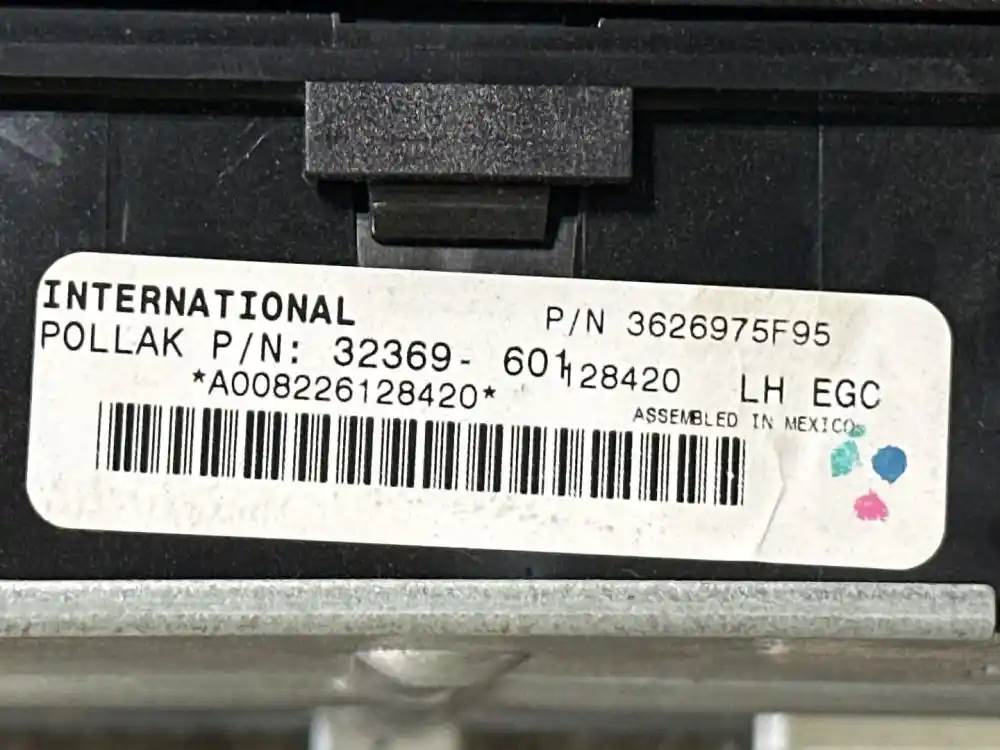 INTERNATIONAL P/N 3626975F95
POLLAK P/N: 32369- 601 128420 LH EGC
*A008226128420*
ASSEMBLED IN MEXICO